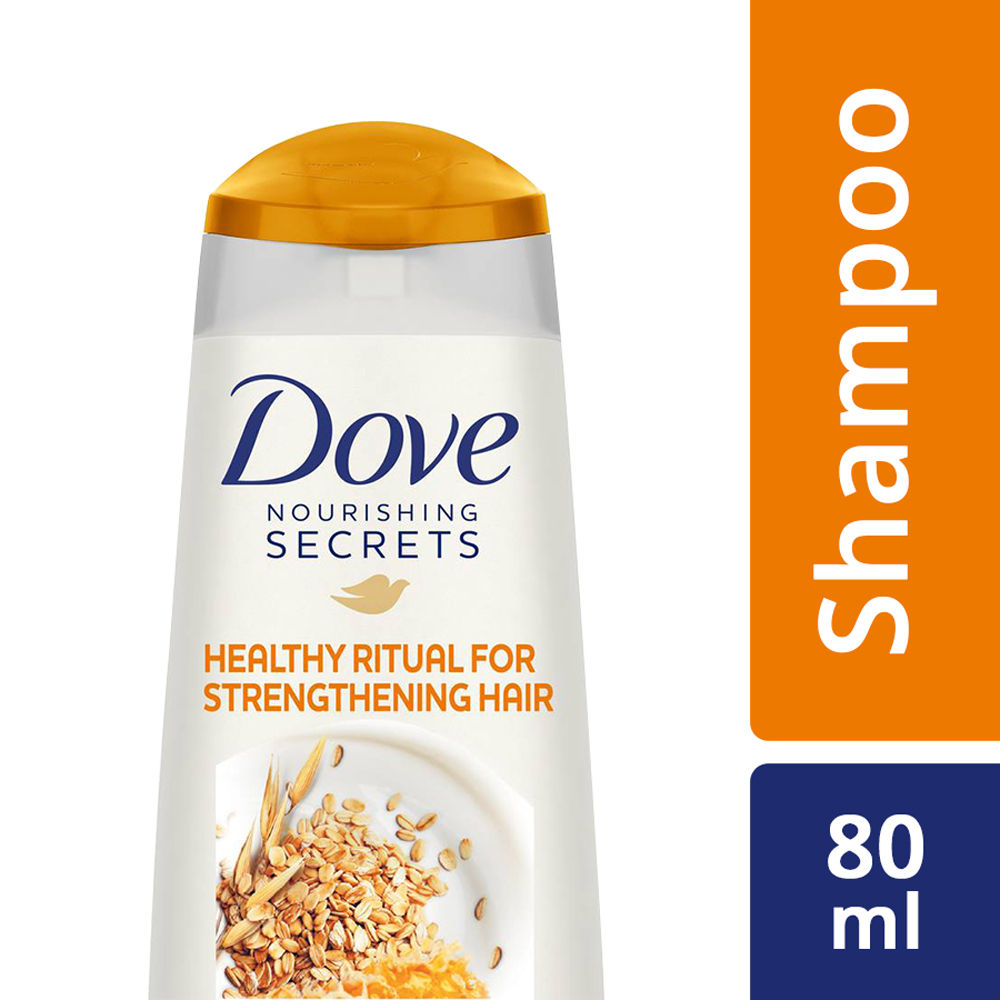 Dove
NOURISHING
SECRETS
HEALTHY RITUAL FOR
STRENGTHENING HAIR
Shampoo
80
ml